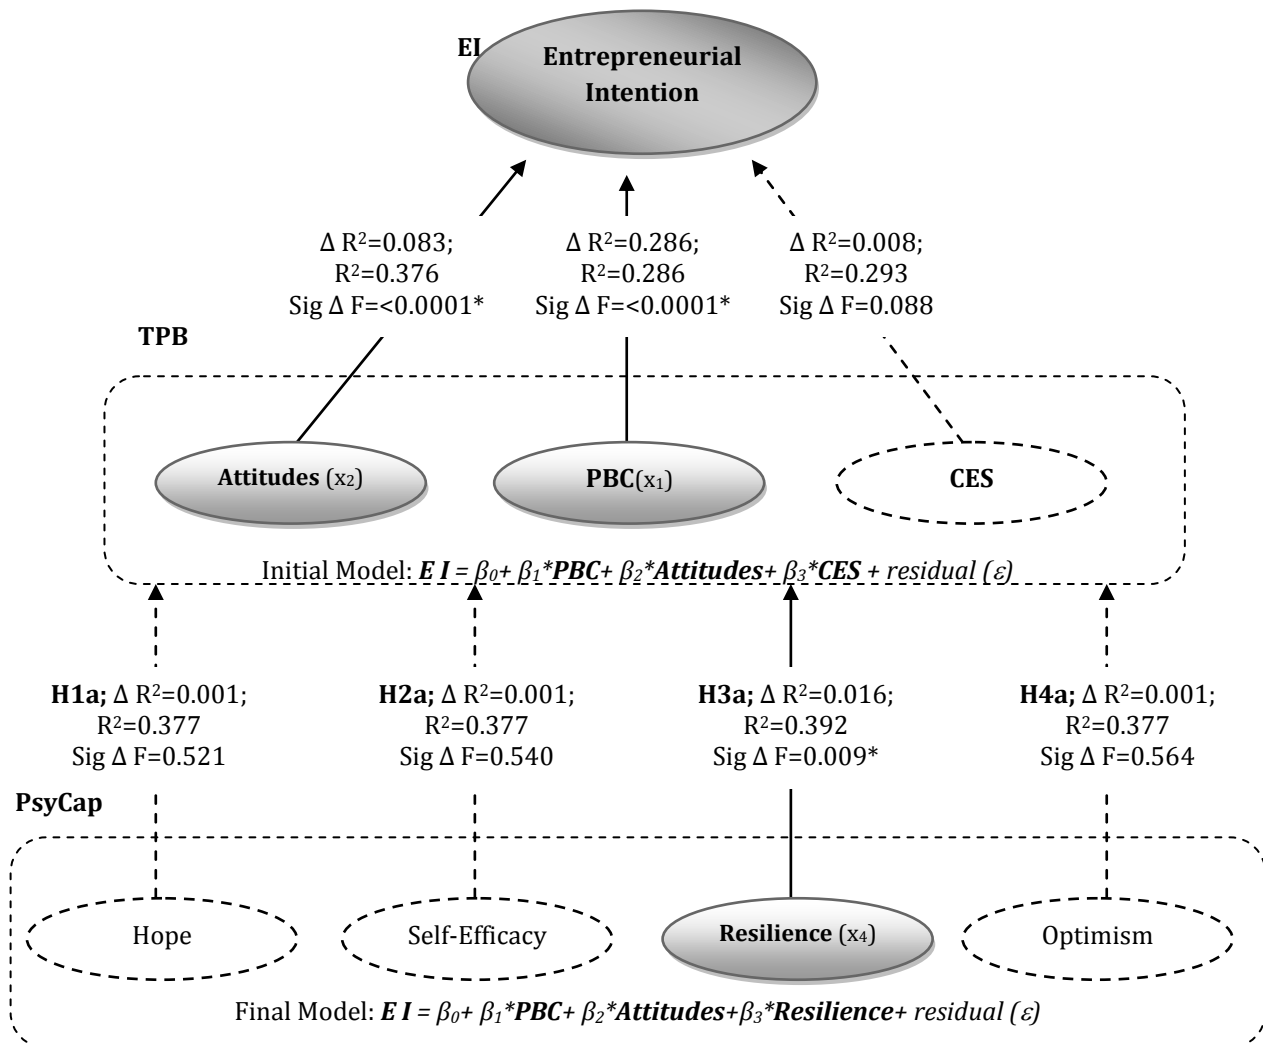 EI
Entrepreneurial
Intention
Δ R²=0.083;
R²=0.376
Sig Δ F=<0.0001*
Δ R²=0.286;
R²=0.286
Sig Δ F=<0.0001*
Δ R²=0.008;
R²=0.293
Sig Δ F=0.088
TPB
Attitudes (x₂)
PBC(x₁)
CES
Initial Model: E I = β₀+ β₁*PBC+ β₂*Attitudes+ β₃*CES + residual (ε)
H1a; Δ R²=0.001;
R²=0.377
Sig Δ F=0.521
H2a; Δ R²=0.001;
R²=0.377
Sig Δ F=0.540
H3a; Δ R²=0.016;
R²=0.392
Sig Δ F=0.009*
H4a; Δ R²=0.001;
R²=0.377
Sig Δ F=0.564
PsyCap
Hope
Self-Efficacy
Resilience (x₄)
Optimism
Final Model: E I = β₀+ β₁*PBC+ β₂*Attitudes+β₃*Resilience+ residual (ε)